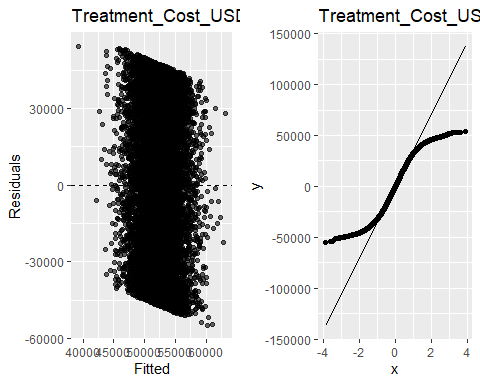 Treatment_Cost_USD
Residuals
30000
0
-30000
-60000
40000 45000 50000 55000 60000
Fitted
Treatment_Cost_US
y
150000
100000
50000
0
-50000
-100000
-150000
-4 -2 0 2 4
x